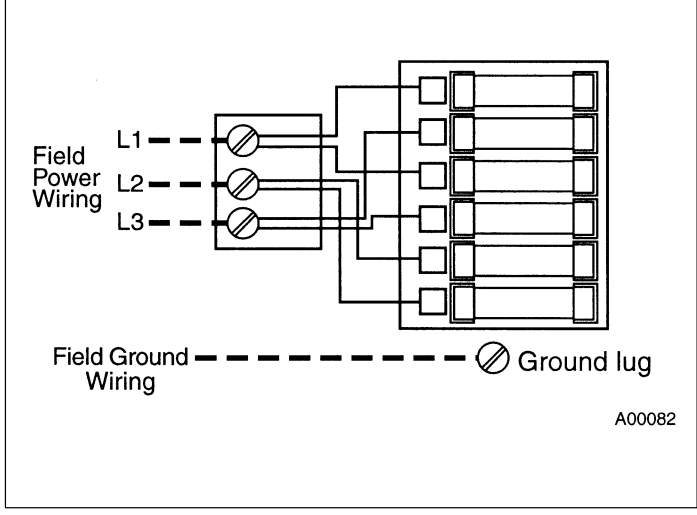 L1
Field
Power
Wiring
L2
L3
Field Ground
Wiring
Ground lug
A00082